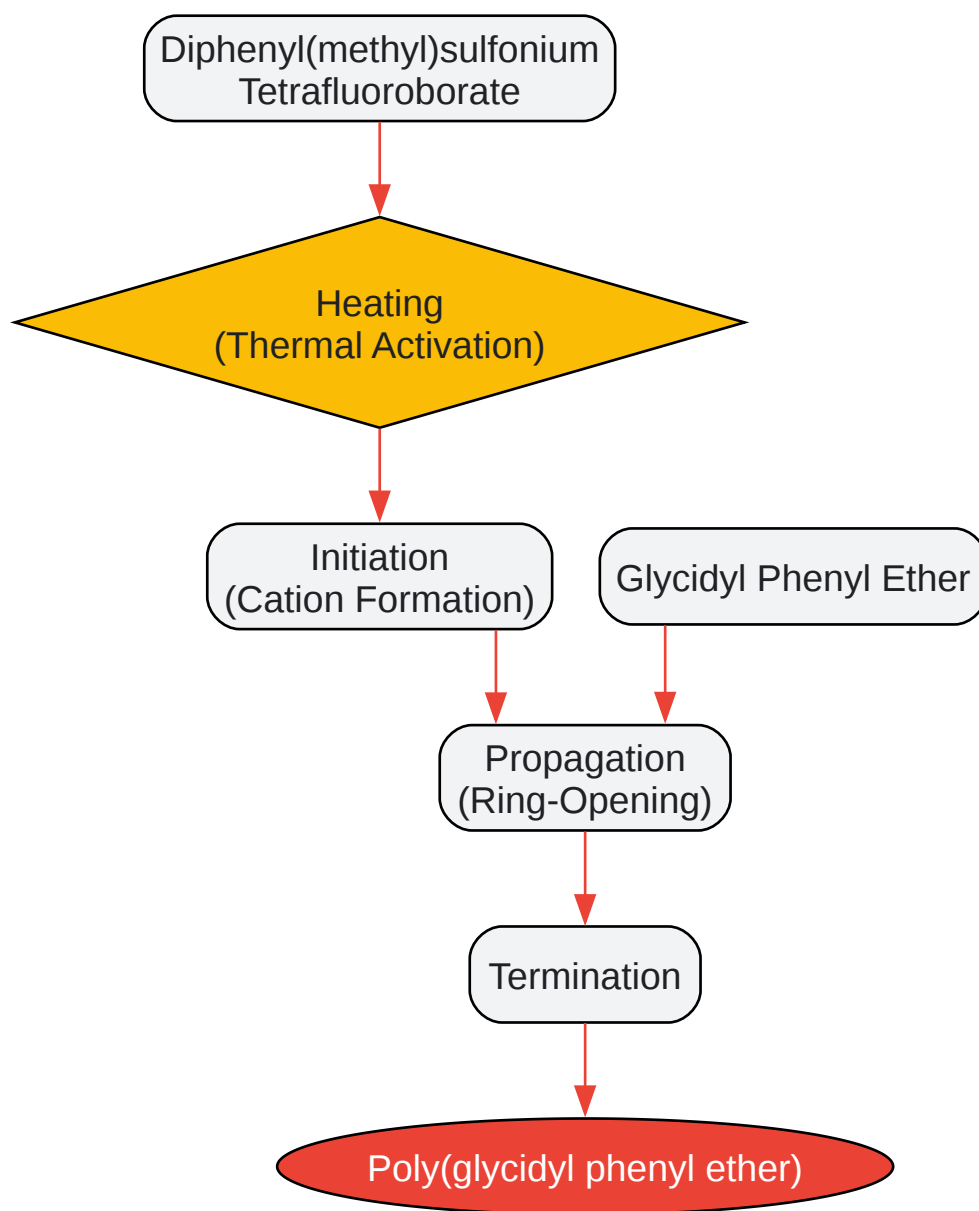 Diphenyl(methyl)sulfonium
Tetrafluoroborate
Heating
(Thermal Activation)
Initiation
(Cation Formation)
Glycidyl Phenyl Ether
Propagation
(Ring-Opening)
Termination
Poly(glycidyl phenyl ether)